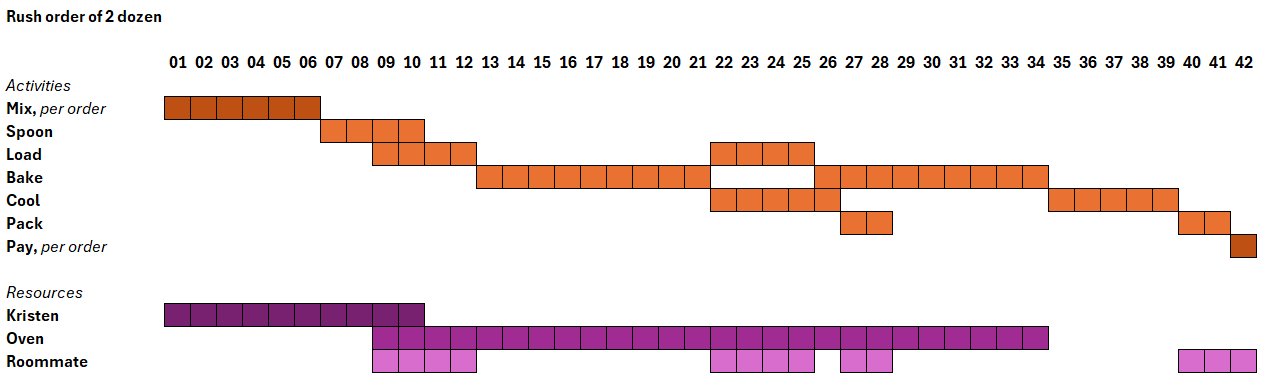 Rush order of 2 dozen
01 02 03 04 05 06 07 08 09 10 11 12 13 14 15 16 17 18 19 20 21 22 23 24 25 26 27 28 29 30 31 32 33 34 35 36 37 38 39 40 41 42
Activities
Mix, per order
Spoon
Load
Bake
Cool
Pack
Pay, per order
Resources
Kristen
Oven
Roommate